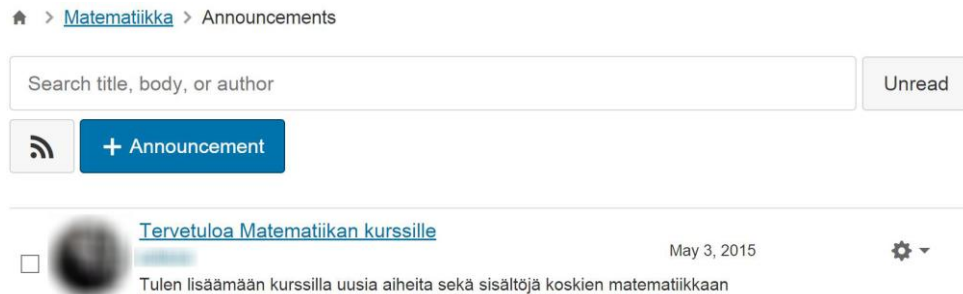 > Matematiikka > Announcements
Search title, body, or author
Unread
+ Announcement
Tervetuloa Matematiikan kurssille
May 3, 2015
Tulen lisäämään kurssilla uusia aiheita sekä sisältöjä koskien matematiikkaan